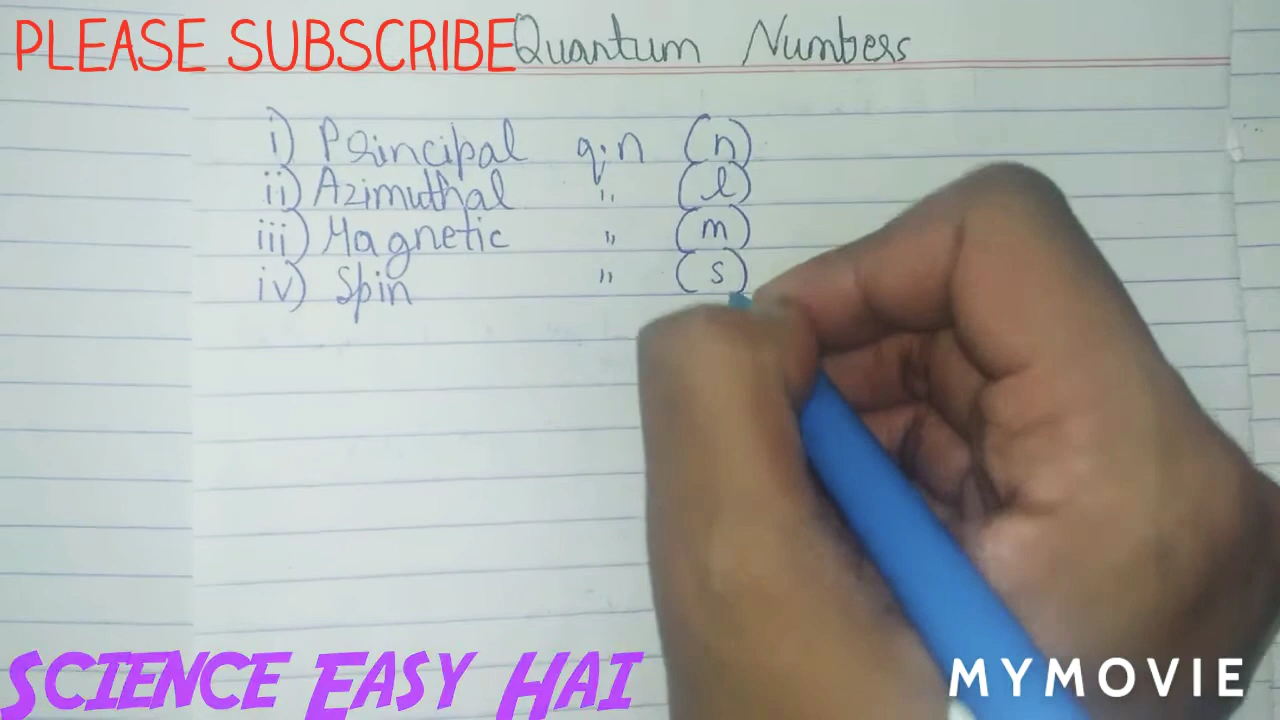 PLEASE SUBSCRIBE Quantum Numbers
i) Principal q.n (n)
ii) Azimuthal " (l)
iii) Magnetic " (m)
iv) Spin " (s)
SCIENCE EASY HAI
MYMOVIE